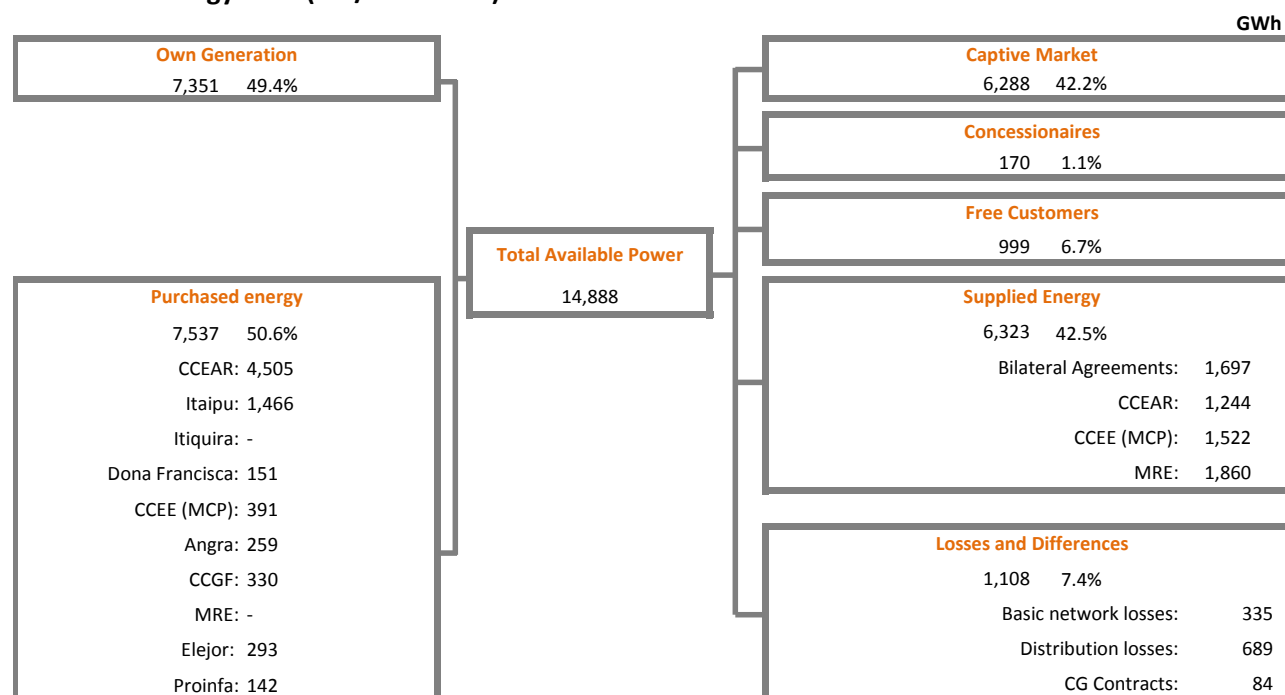 GWh
Own Generation
7,351 49.4%
Purchased energy
7,537 50.6%
CCEAR: 4,505
Itaipu: 1,466
Itiquira: -
Dona Francisca: 151
CCEE (MCP): 391
Angra: 259
CCGF: 330
MRE: -
Elejor: 293
Proinfa: 142
Total Available Power
14,888
Captive Market
6,288 42.2%
Concessionaires
170 1.1%
Free Customers
999 6.7%
Supplied Energy
6,323 42.5%
Bilateral Agreements: 1,697
CCEAR: 1,244
CCEE (MCP): 1,522
MRE: 1,860
Losses and Differences
1,108 7.4%
Basic network losses: 335
Distribution losses: 689
CG Contracts: 84